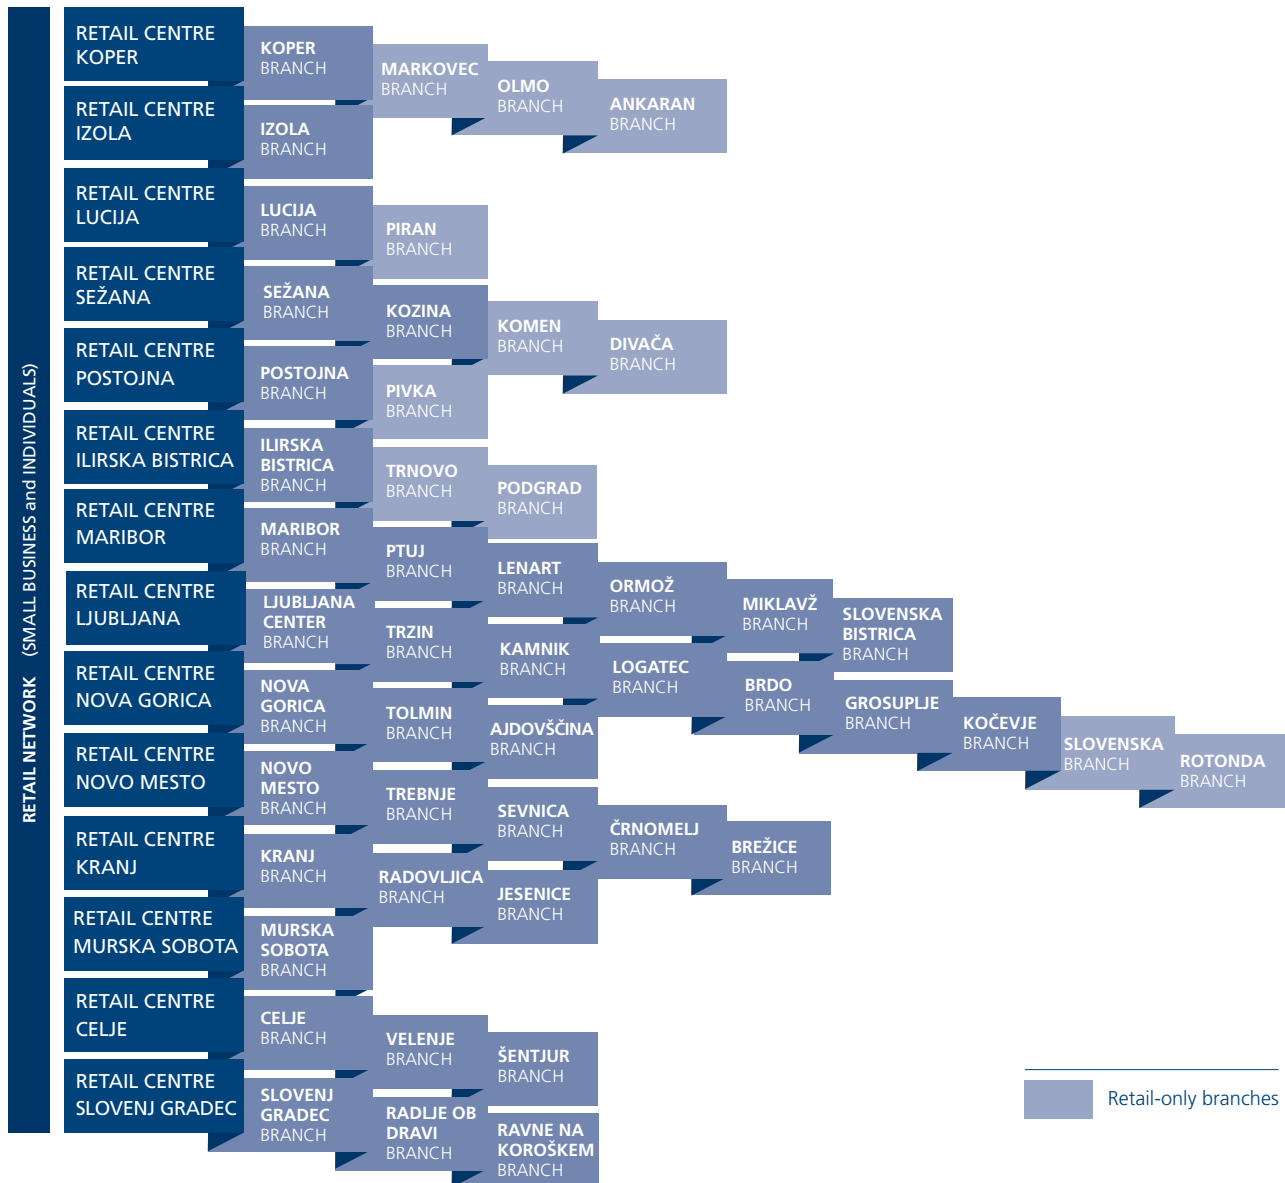 RETAIL NETWORK (SMALL BUSINESS and INDIVIDUALS)
RETAIL CENTRE
KOPER
KOPER
BRANCH
MARKOVEC
BRANCH
OLMO
BRANCH
ANKARAN
BRANCH
RETAIL CENTRE
IZOLA
IZOLA
BRANCH
RETAIL CENTRE
LUCIJA
LUCIJA
BRANCH
PIRAN
BRANCH
RETAIL CENTRE
SEŽANA
SEŽANA
BRANCH
KOZINA
BRANCH
KOMEN
BRANCH
DIVAČA
BRANCH
RETAIL CENTRE
POSTOJNA
POSTOJNA
BRANCH
PIVKA
BRANCH
RETAIL CENTRE
ILIRSKA BISTRICA
ILIRSKA
BISTRICA
BRANCH
TRNOVO
BRANCH
PODGRAD
BRANCH
RETAIL CENTRE
MARIBOR
MARIBOR
BRANCH
PTUJ
BRANCH
LENART
BRANCH
ORMOŽ
BRANCH
MIKLAVŽ
BRANCH
SLOVENSKA
BISTRICA
BRANCH
RETAIL CENTRE
LJUBLJANA
LJUBLJANA
CENTER
BRANCH
TRZIN
BRANCH
KAMNIK
BRANCH
LOGATEC
BRANCH
BRDO
BRANCH
GROSUPLJE
BRANCH
KOČEVJE
BRANCH
SLOVENSKA
BRANCH
ROTONDA
BRANCH
RETAIL CENTRE
NOVA GORICA
NOVA
GORICA
BRANCH
TOLMIN
BRANCH
AJDOVŠČINA
BRANCH
RETAIL CENTRE
NOVO MESTO
NOVO
MESTO
BRANCH
TREBNJE
BRANCH
SEVNICA
BRANCH
ČRNOMELJ
BRANCH
BREŽICE
BRANCH
RETAIL CENTRE
KRANJ
KRANJ
BRANCH
RADOVLJICA
BRANCH
JESENICE
BRANCH
RETAIL CENTRE
MURSKA SOBOTA
MURSKA
SOBOTA
BRANCH
RETAIL CENTRE
CELJE
CELJE
BRANCH
VELENJE
BRANCH
ŠENTJUR
BRANCH
RETAIL CENTRE
SLOVENJ GRADEC
SLOVENJ
GRADEC
BRANCH
RADLJE OB
DRAVI
BRANCH
RAVNE NA
KOROŠKEM
BRANCH
Retail-only branches